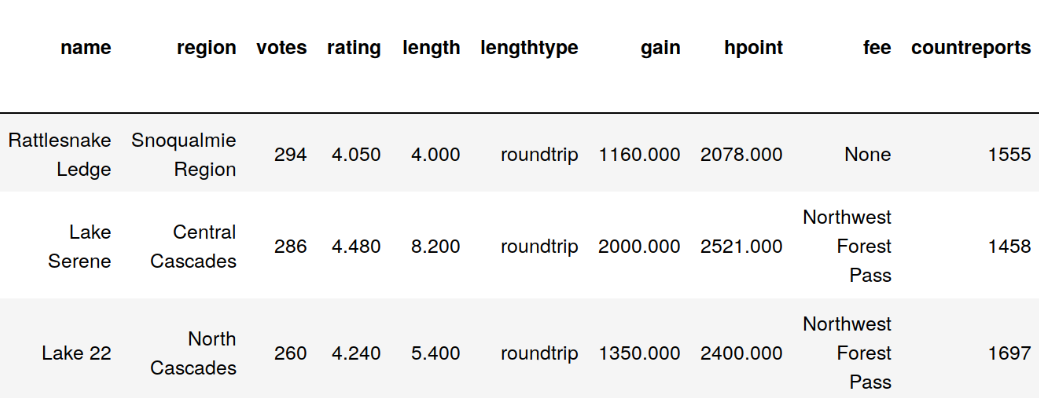 name region votes rating length lengthtype gain hpoint fee countreports
Rattlesnake Ledge Snoqualmie Region 294 4.050 4.000 roundtrip 1160.000 2078.000 None 1555
Lake Serene Central Cascades 286 4.480 8.200 roundtrip 2000.000 2521.000 Northwest Forest Pass 1458
Lake 22 North Cascades 260 4.240 5.400 roundtrip 1350.000 2400.000 Northwest Forest Pass 1697